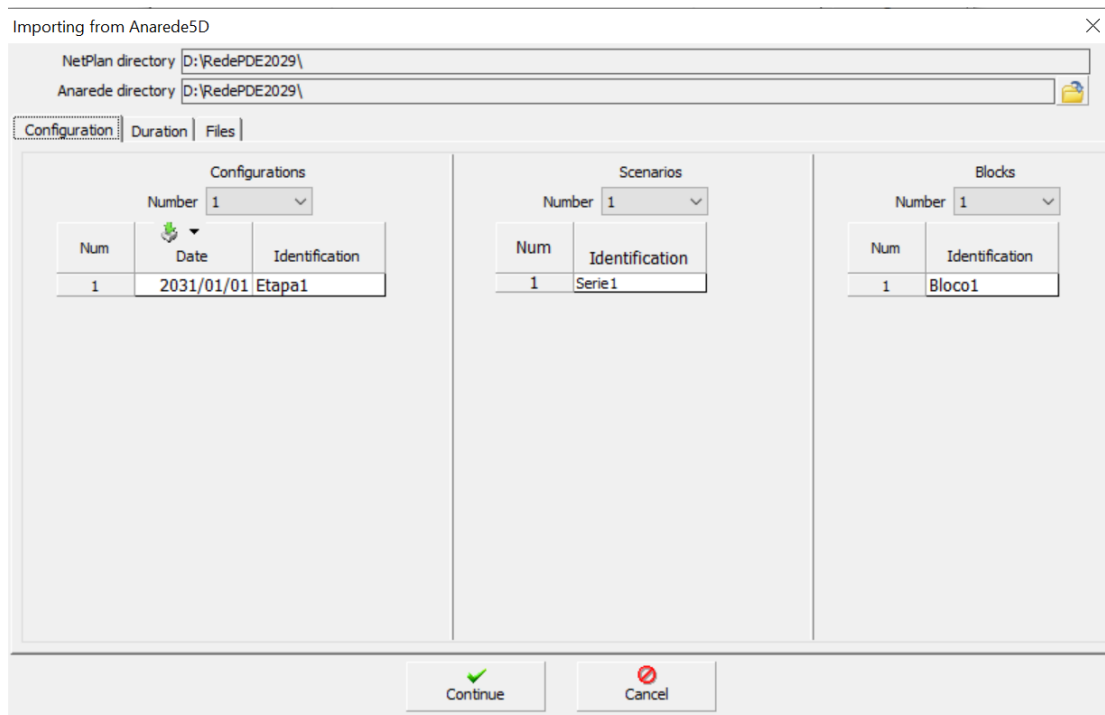 Importing from Anarede5D
NetPlan directory D:\RedePDE2029\
Anarede directory D:\RedePDE2029\
Configuration Duration Files
Configurations
Number 1
Num Date Identification
1 2031/01/01 Etapa1
Scenarios
Number 1
Num Identification
1 Serie1
Blocks
Number 1
Num Identification
1 Bloco1
Continue Cancel